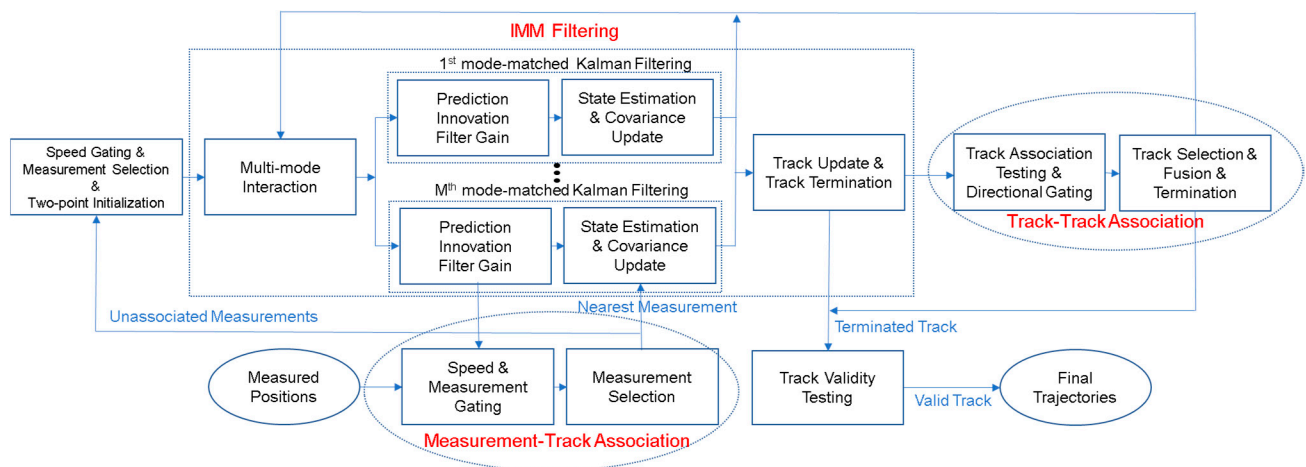 IMM Filtering
1st mode-matched Kalman Filtering
Prediction
Innovation
Filter Gain
State Estimation
& Covariance
Update
Speed Gating &
Measurement Selection
&
Two-point Initialization
Multi-mode
Interaction
Mth mode-matched Kalman Filtering
Prediction
Innovation
Filter Gain
State Estimation
& Covariance
Update
Track Update &
Track Termination
Track Association
Testing &
Directional Gating
Track Selection &
Fusion &
Termination
Track-Track Association
Unassociated Measurements
Nearest Measurement
Terminated Track
Measured
Positions
Speed &
Measurement
Gating
Measurement
Selection
Measurement-Track Association
Track Validity
Testing
Valid Track
Final
Trajectories